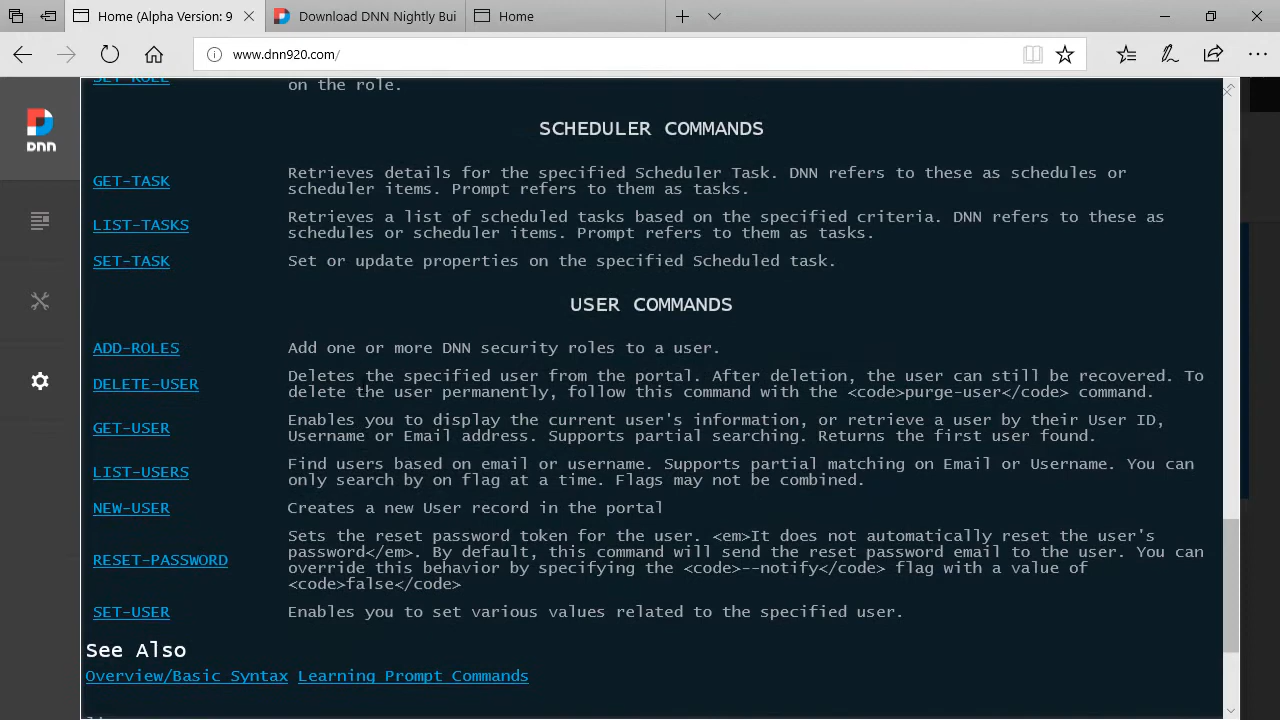 Home (Alpha Version: 9
Download DNN Nightly Bui
Home
www.dnn920.com/
DNN
SET-ROLE
on the role.
SCHEDULER COMMANDS
GET-TASK
Retrieves details for the specified Scheduler Task. DNN refers to these as schedules or
scheduler items. Prompt refers to them as tasks.
LIST-TASKS
Retrieves a list of scheduled tasks based on the specified criteria. DNN refers to these as
schedules or scheduler items. Prompt refers to them as tasks.
SET-TASK
Set or update properties on the specified Scheduled task.
USER COMMANDS
ADD-ROLES
Add one or more DNN security roles to a user.
DELETE-USER
Deletes the specified user from the portal. After deletion, the user can still be recovered. To
delete the user permanently, follow this command with the <code>purge-user</code> command.
GET-USER
Enables you to display the current user's information, or retrieve a user by their User ID,
Username or Email address. Supports partial searching. Returns the first user found.
LIST-USERS
Find users based on email or username. Supports partial matching on Email or Username. You can
only search by on flag at a time. Flags may not be combined.
NEW-USER
Creates a new User record in the portal
RESET-PASSWORD
Sets the reset password token for the user. <em>It does not automatically reset the user's
password</em>. By default, this command will send the reset password email to the user. You can
override this behavior by specifying the <code>--notify</code> flag with a value of
<code>false</code>
SET-USER
Enables you to set various values related to the specified user.
See Also
Overview/Basic Syntax Learning Prompt Commands